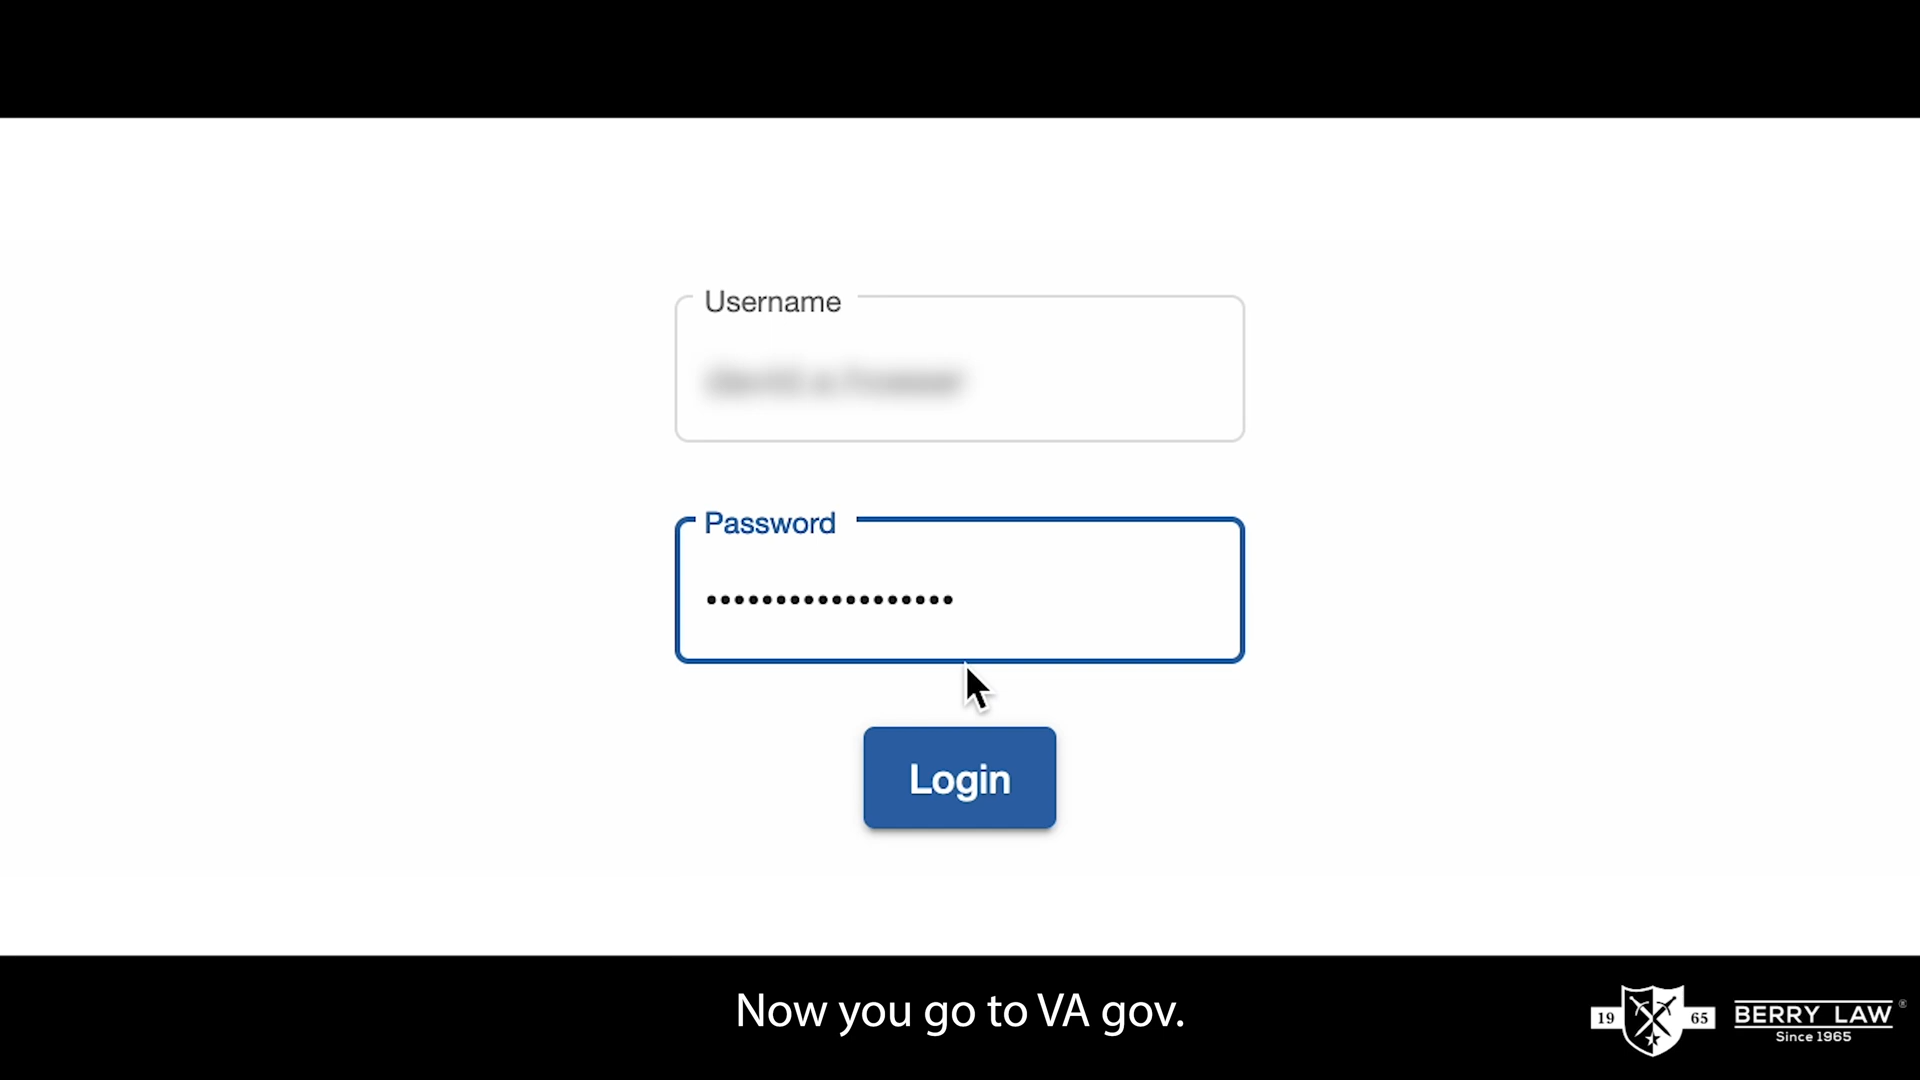 Username
Password
••••••••••••••••••
Login
Now you go to VA gov.
19 65
BERRY LAW®
Since 1965